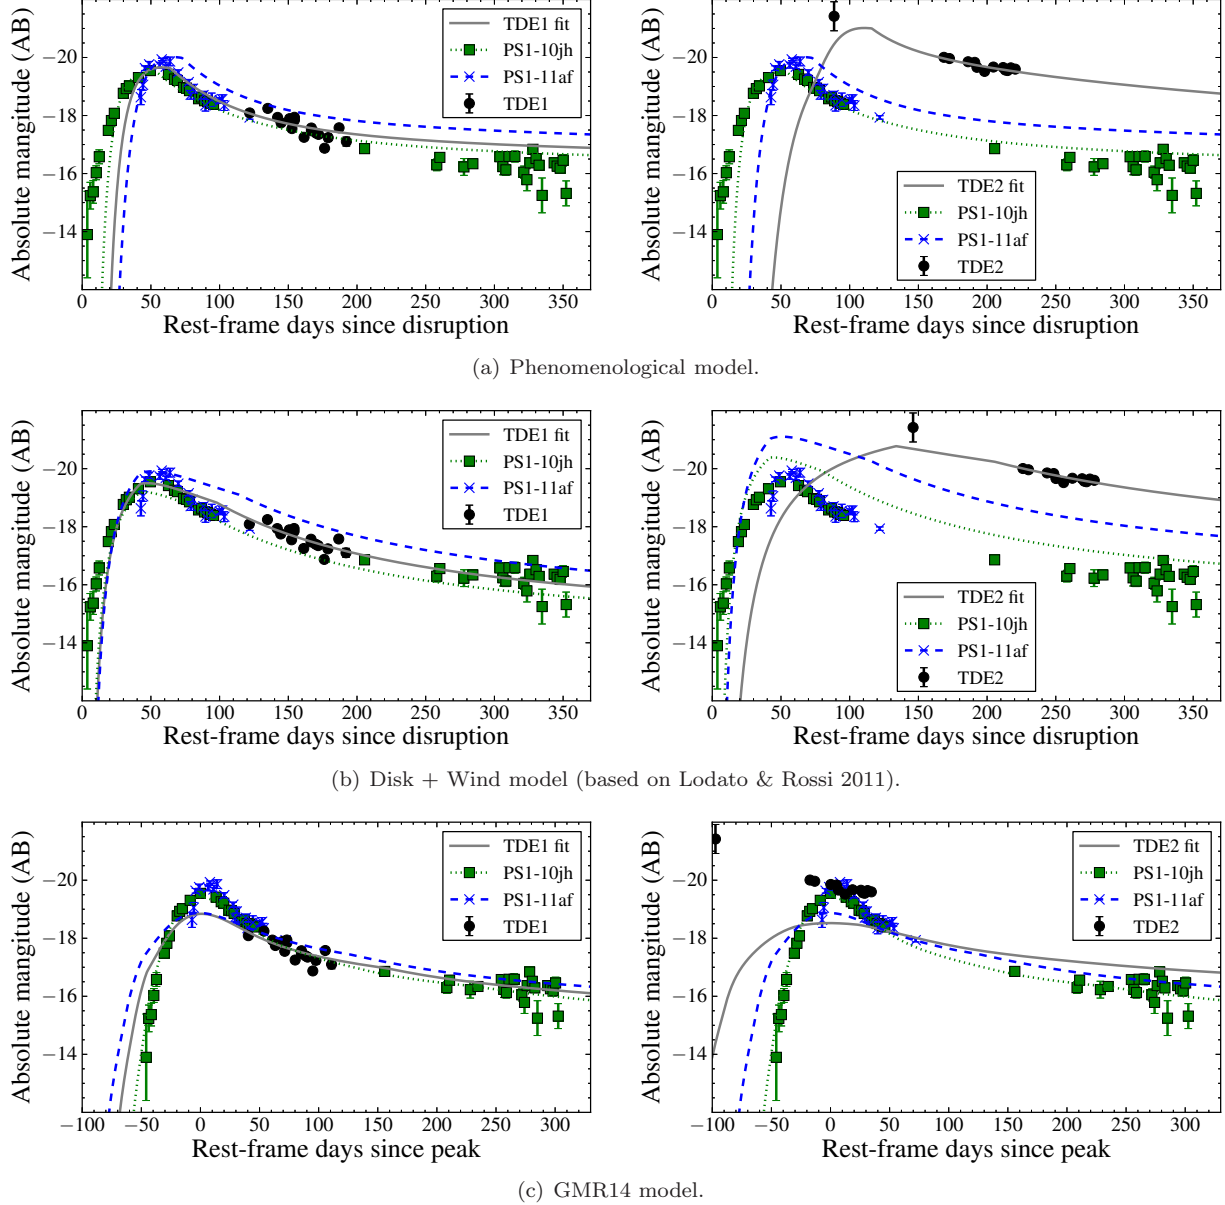 Absolute mangitude (AB)
−20
−18
−16
−14
TDE1 fit
PS1-10jh
PS1-11af
TDE1
0 50 100 150 200 250 300 350
Rest-frame days since disruption
Absolute mangitude (AB)
−20
−18
−16
−14
TDE2 fit
PS1-10jh
PS1-11af
TDE2
0 50 100 150 200 250 300 350
Rest-frame days since disruption
(a) Phenomenological model.
Absolute mangitude (AB)
−20
−18
−16
−14
TDE1 fit
PS1-10jh
PS1-11af
TDE1
0 50 100 150 200 250 300 350
Rest-frame days since disruption
Absolute mangitude (AB)
−20
−18
−16
−14
TDE2 fit
PS1-10jh
PS1-11af
TDE2
0 50 100 150 200 250 300 350
Rest-frame days since disruption
(b) Disk + Wind model (based on Lodato & Rossi 2011).
Absolute mangitude (AB)
−20
−18
−16
−14
TDE1 fit
PS1-10jh
PS1-11af
TDE1
−100 −50 0 50 100 150 200 250 300
Rest-frame days since peak
Absolute mangitude (AB)
−20
−18
−16
−14
TDE2 fit
PS1-10jh
PS1-11af
TDE2
−100 −50 0 50 100 150 200 250 300
Rest-frame days since peak
(c) GMR14 model.